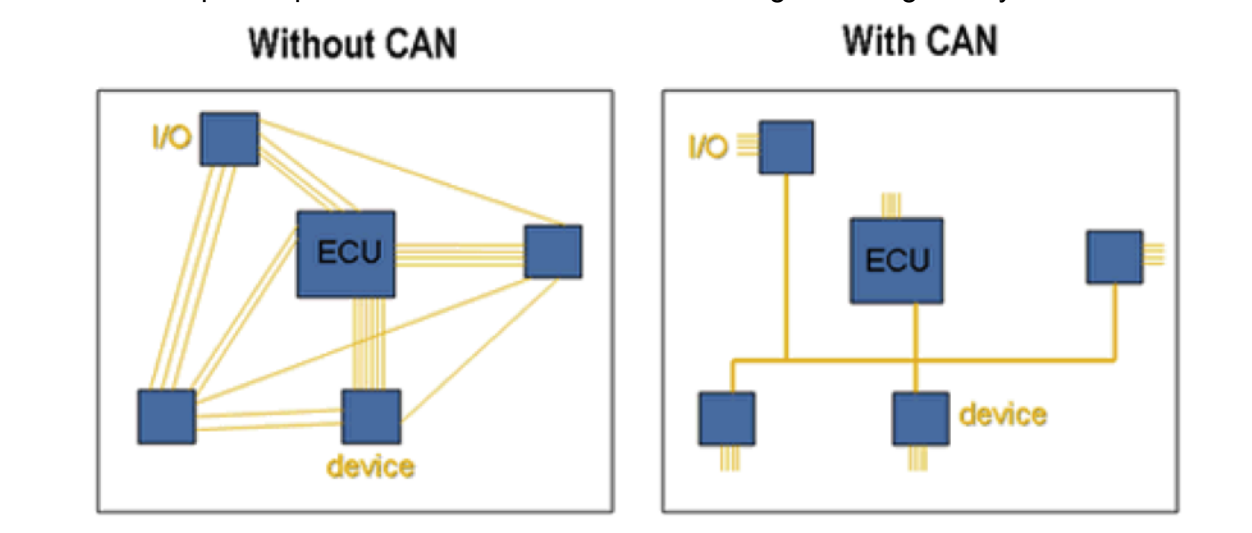 Without CAN
With CAN
I/O
ECU
device
I/O
ECU
device